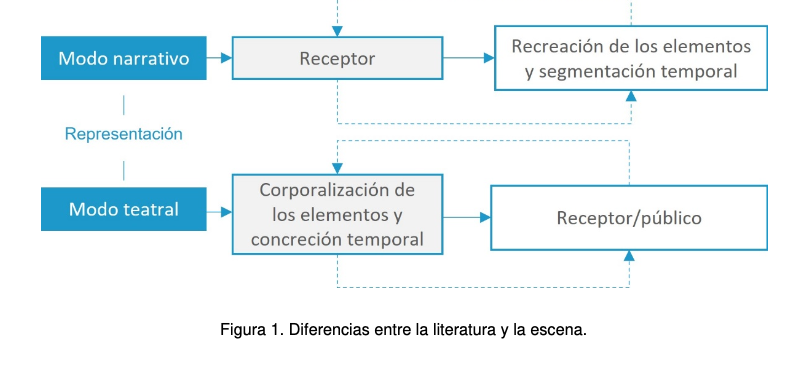 Modo narrativo
Receptor
Recreación de los elementos
y segmentación temporal
Representación
Modo teatral
Corporalización de
los elementos y
concreción temporal
Receptor/público
Figura 1. Diferencias entre la literatura y la escena.